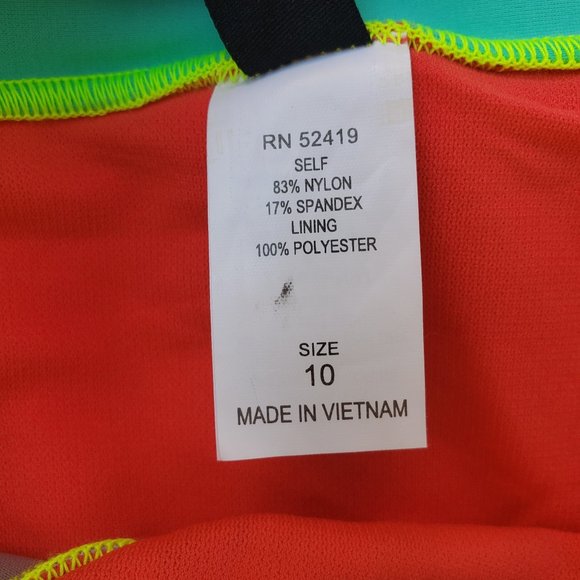 RN 52419
SELF
83% NYLON
17% SPANDEX
LINING
100% POLYESTER
SIZE
10
MADE IN VIETNAM